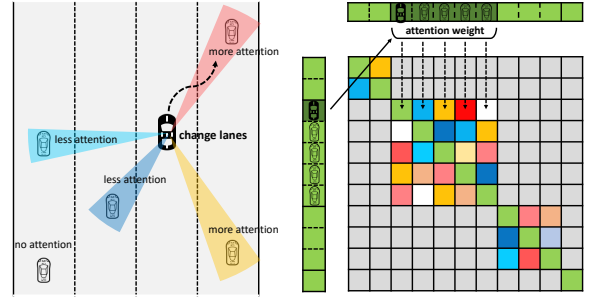 more attention
change lanes
less attention
less attention
more attention
no attention
attention weight